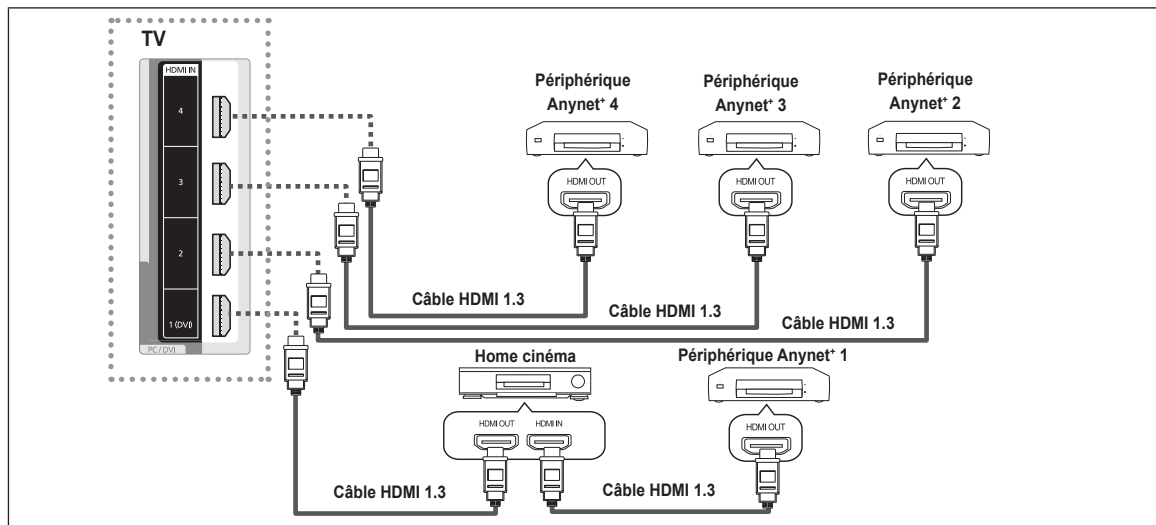 TV
HDMI IN
4
3
2
1 (DVI)
PC / DVI
Périphérique
Anynet+ 4
Périphérique
Anynet+ 3
Périphérique
Anynet+ 2
HDMI OUT
HDMI OUT
HDMI OUT
Câble HDMI 1.3
Câble HDMI 1.3
Câble HDMI 1.3
Home cinéma
Périphérique Anynet+ 1
HDMI OUT
HDMI IN
HDMI OUT
Câble HDMI 1.3
Câble HDMI 1.3